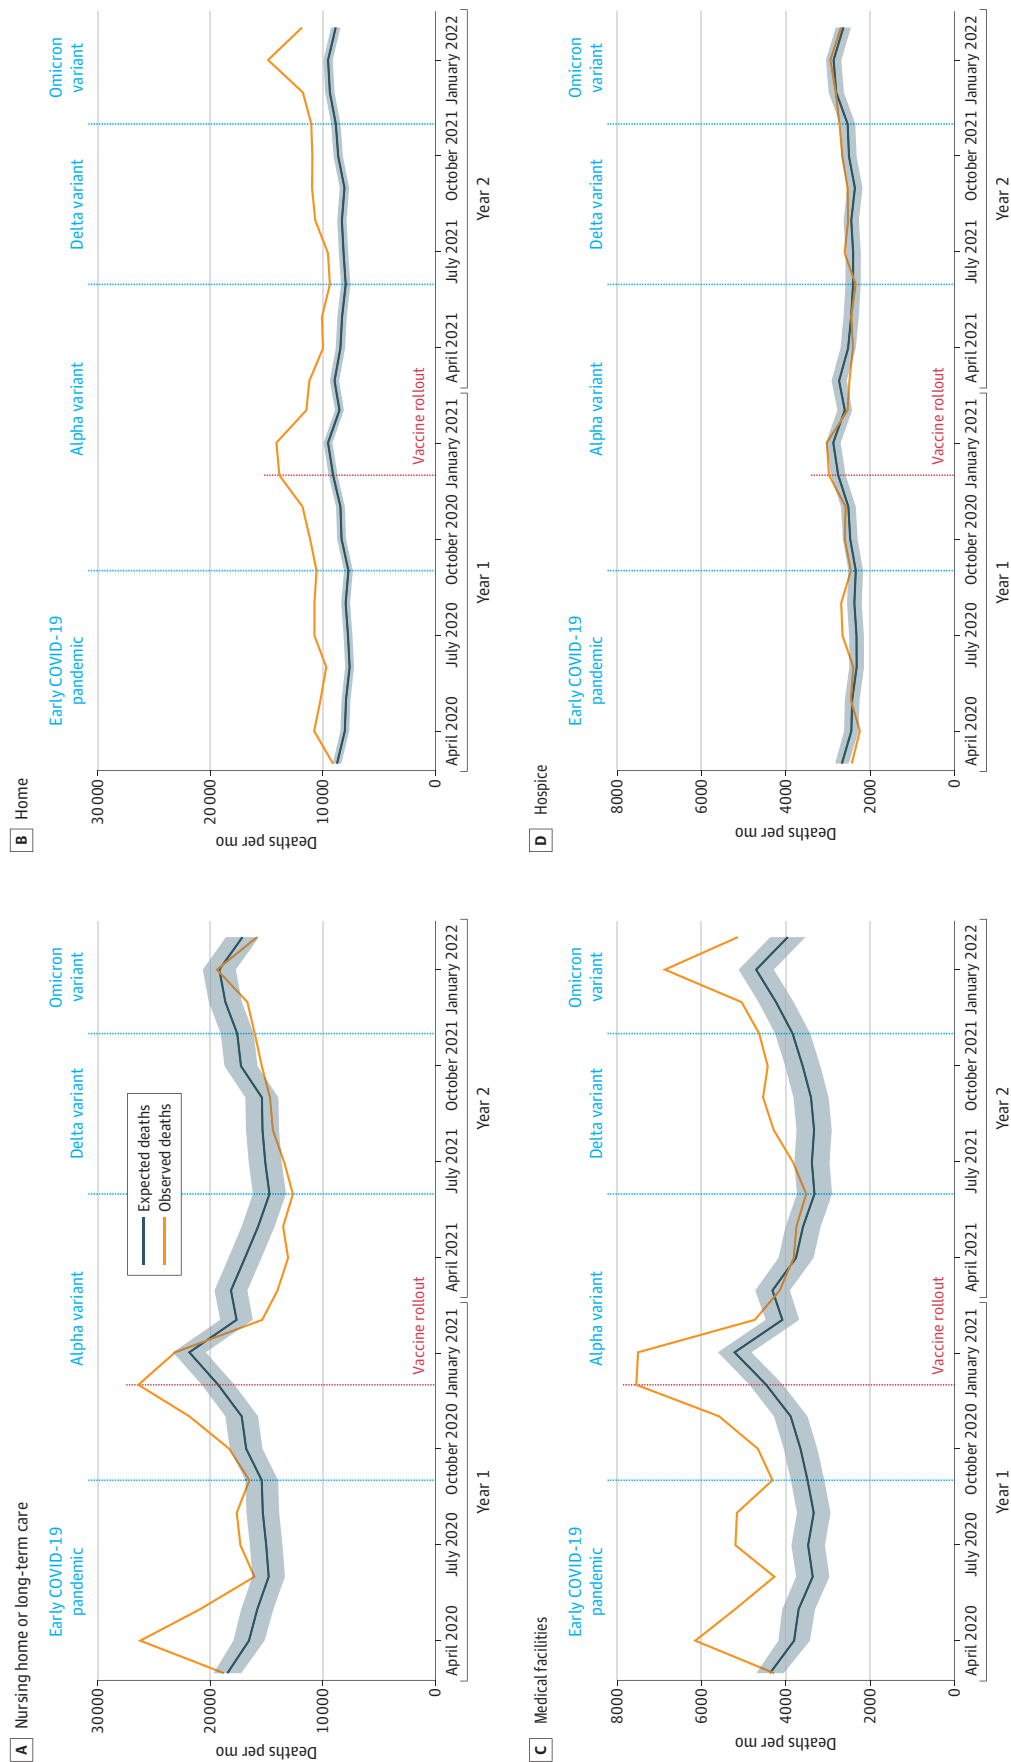 A Nursing home or long-term care
Early COVID-19
pandemic
Alpha variant
Delta variant
Omicron
variant
30000
20000
10000
0
Deaths per mo
Expected deaths
Observed deaths
Vaccine rollout
April 2020
July 2020
October 2020
January 2021
April 2021
July 2021
October 2021
January 2022
Year 1
Year 2
B Home
Early COVID-19
pandemic
Alpha variant
Delta variant
Omicron
variant
30000
20000
10000
0
Deaths per mo
Vaccine rollout
April 2020
July 2020
October 2020
January 2021
April 2021
July 2021
October 2021
January 2022
Year 1
Year 2
C Medical facilities
Early COVID-19
pandemic
Alpha variant
Delta variant
Omicron
variant
8000
6000
4000
2000
0
Deaths per mo
Vaccine rollout
April 2020
July 2020
October 2020
January 2021
April 2021
July 2021
October 2021
January 2022
Year 1
Year 2
D Hospice
Early COVID-19
pandemic
Alpha variant
Delta variant
Omicron
variant
8000
6000
4000
2000
0
Deaths per mo
Vaccine rollout
April 2020
July 2020
October 2020
January 2021
April 2021
July 2021
October 2021
January 2022
Year 1
Year 2